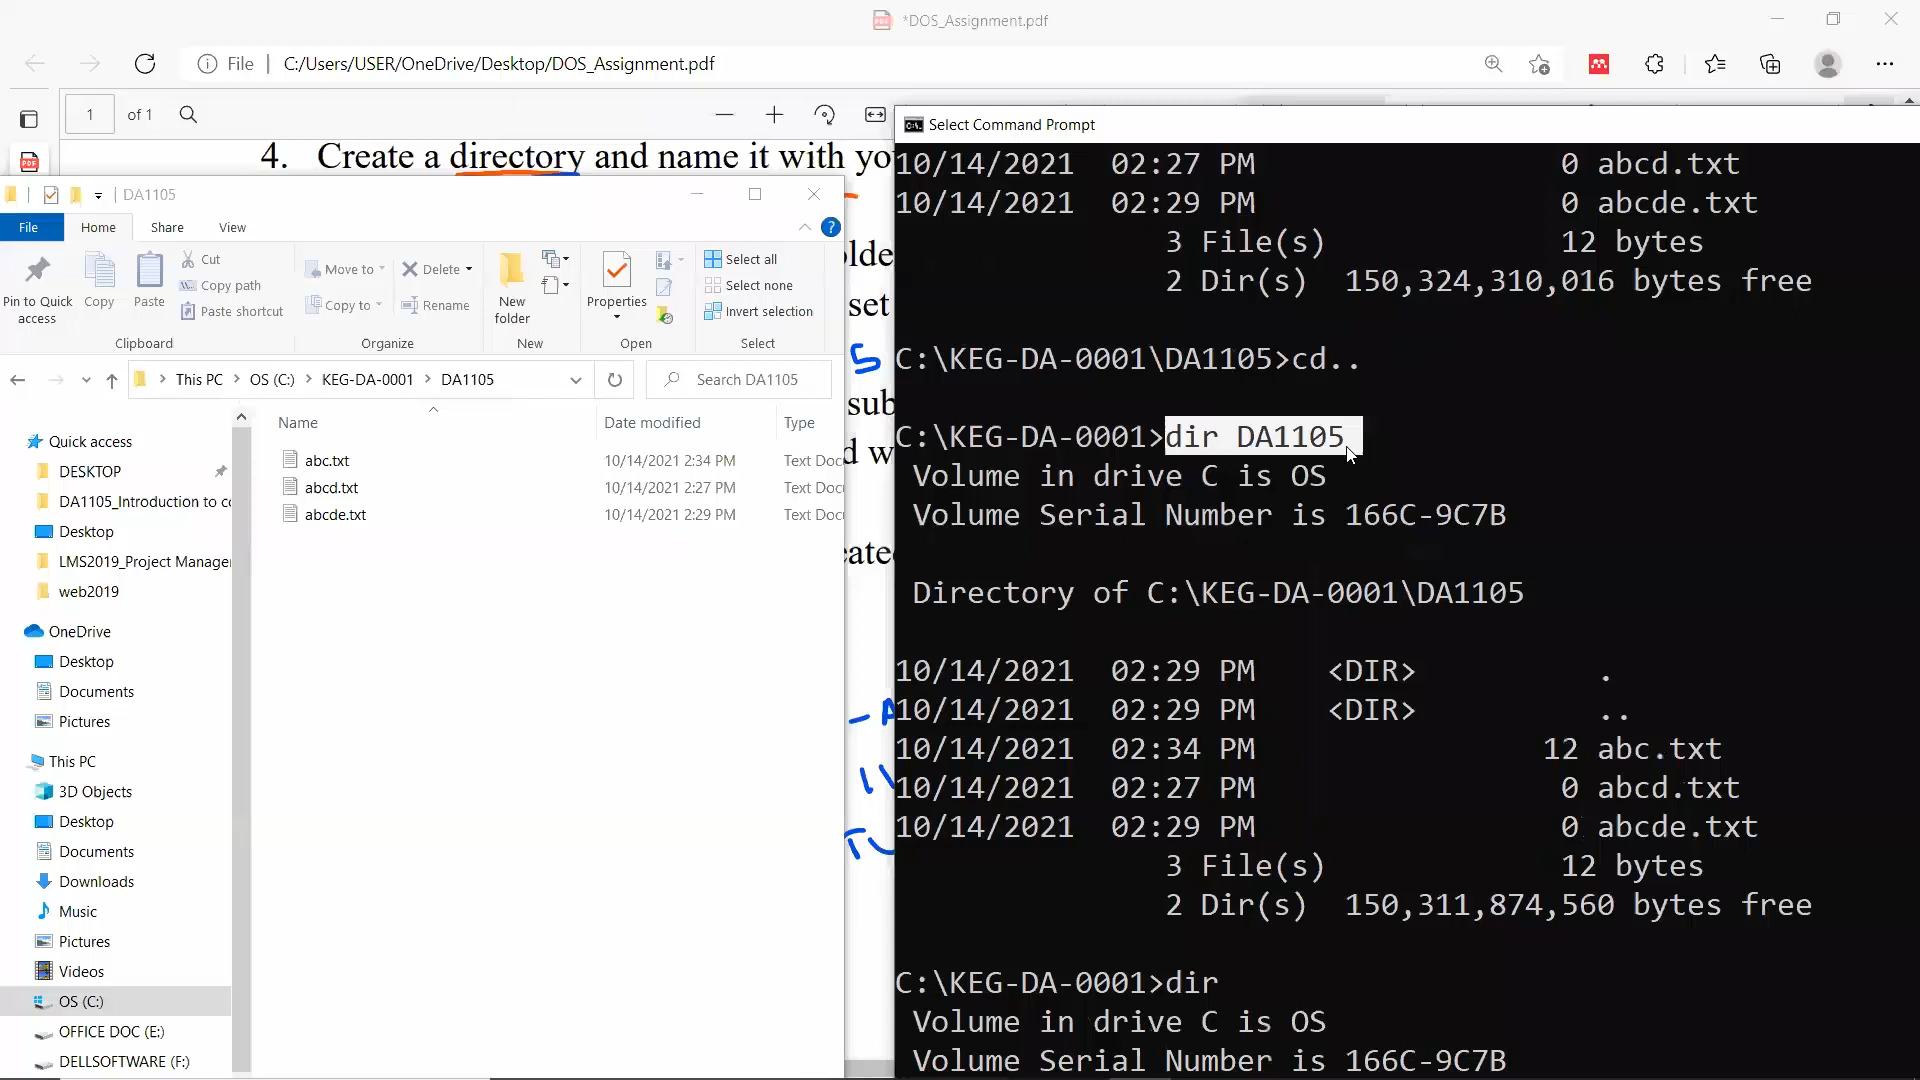 *DOS_Assignment.pdf
File | C:/Users/USER/OneDrive/Desktop/DOS_Assignment.pdf
1 of 1
4. Create a directory and name it with yo
DA1105
File Home Share View
Pin to Quick access
Copy
Paste
Cut
Copy path
Paste shortcut
Clipboard
Move to
Copy to
Delete
Rename
Organize
New folder
New
Properties
Open
Select all
Select none
Invert selection
Select
This PC > OS (C:) > KEG-DA-0001 > DA1105
Search DA1105
Quick access
DESKTOP
DA1105_Introduction to co
Desktop
LMS2019_Project Manager
web2019
OneDrive
Desktop
Documents
Pictures
This PC
3D Objects
Desktop
Documents
Downloads
Music
Pictures
Videos
OS (C:)
OFFICE DOC (E:)
DELLSOFTWARE (F:)
Name Date modified Type
abc.txt 10/14/2021 2:34 PM Text Doc
abcd.txt 10/14/2021 2:27 PM Text Doc
abcde.txt 10/14/2021 2:29 PM Text Doc
olde
set
5
sub
d w
eate
Select Command Prompt
10/14/2021 02:27 PM 0 abcd.txt
10/14/2021 02:29 PM 0 abcde.txt
3 File(s) 12 bytes
2 Dir(s) 150,324,310,016 bytes free
C:\KEG-DA-0001\DA1105>cd..
C:\KEG-DA-0001>dir DA1105
Volume in drive C is OS
Volume Serial Number is 166C-9C7B
Directory of C:\KEG-DA-0001\DA1105
10/14/2021 02:29 PM <DIR> .
10/14/2021 02:29 PM <DIR> ..
10/14/2021 02:34 PM 12 abc.txt
10/14/2021 02:27 PM 0 abcd.txt
10/14/2021 02:29 PM 0 abcde.txt
3 File(s) 12 bytes
2 Dir(s) 150,311,874,560 bytes free
C:\KEG-DA-0001>dir
Volume in drive C is OS
Volume Serial Number is 166C-9C7B